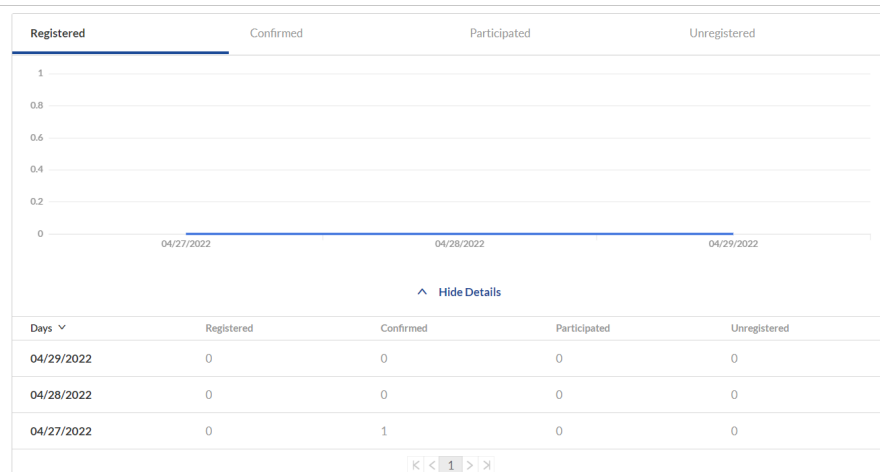 Registered Confirmed Participated Unregistered
1
0.8
0.6
0.4
0.2
0
04/27/2022 04/28/2022 04/29/2022
Hide Details
Days Registered Confirmed Participated Unregistered
04/29/2022 0 0 0 0
04/28/2022 0 0 0 0
04/27/2022 0 1 0 0
1